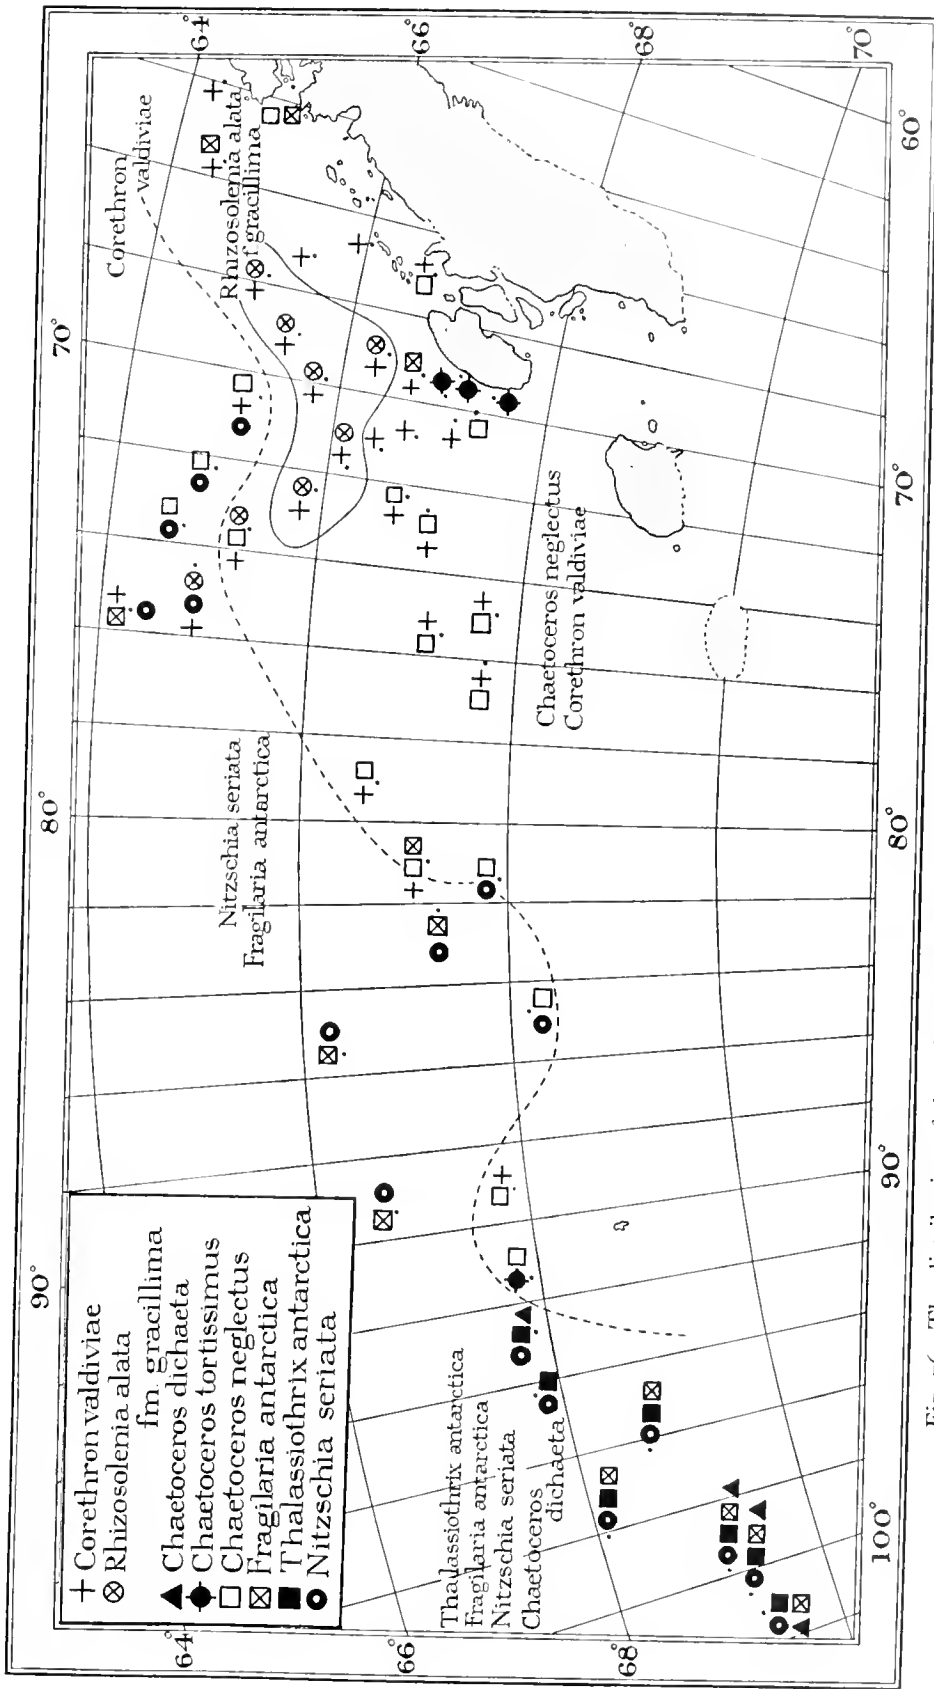 90°
80°
70°
64°
66°
68°
70°
60°
70°
80°
90°
100°
64°
66°
68°
Corethron valdiviae
Rhizosolenia alata
fm. gracillima
Chaetoceros dichaeta
Chaetoceros tortissimus
Chaetoceros neglectus
Fragilaria antarctica
Thalassiothrix antarctica
Nitzschia seriata
Corethron
valdiviae
Rhizosolenia alata
f gracillima
Nitzschia seriata
Fragilaria antarctica
Chaetoceros neglectus
Corethron valdiviae
Thalassiothrix antarctica
Fragilaria antarctica
Nitzschia seriata
Chaetoceros
dichaeta